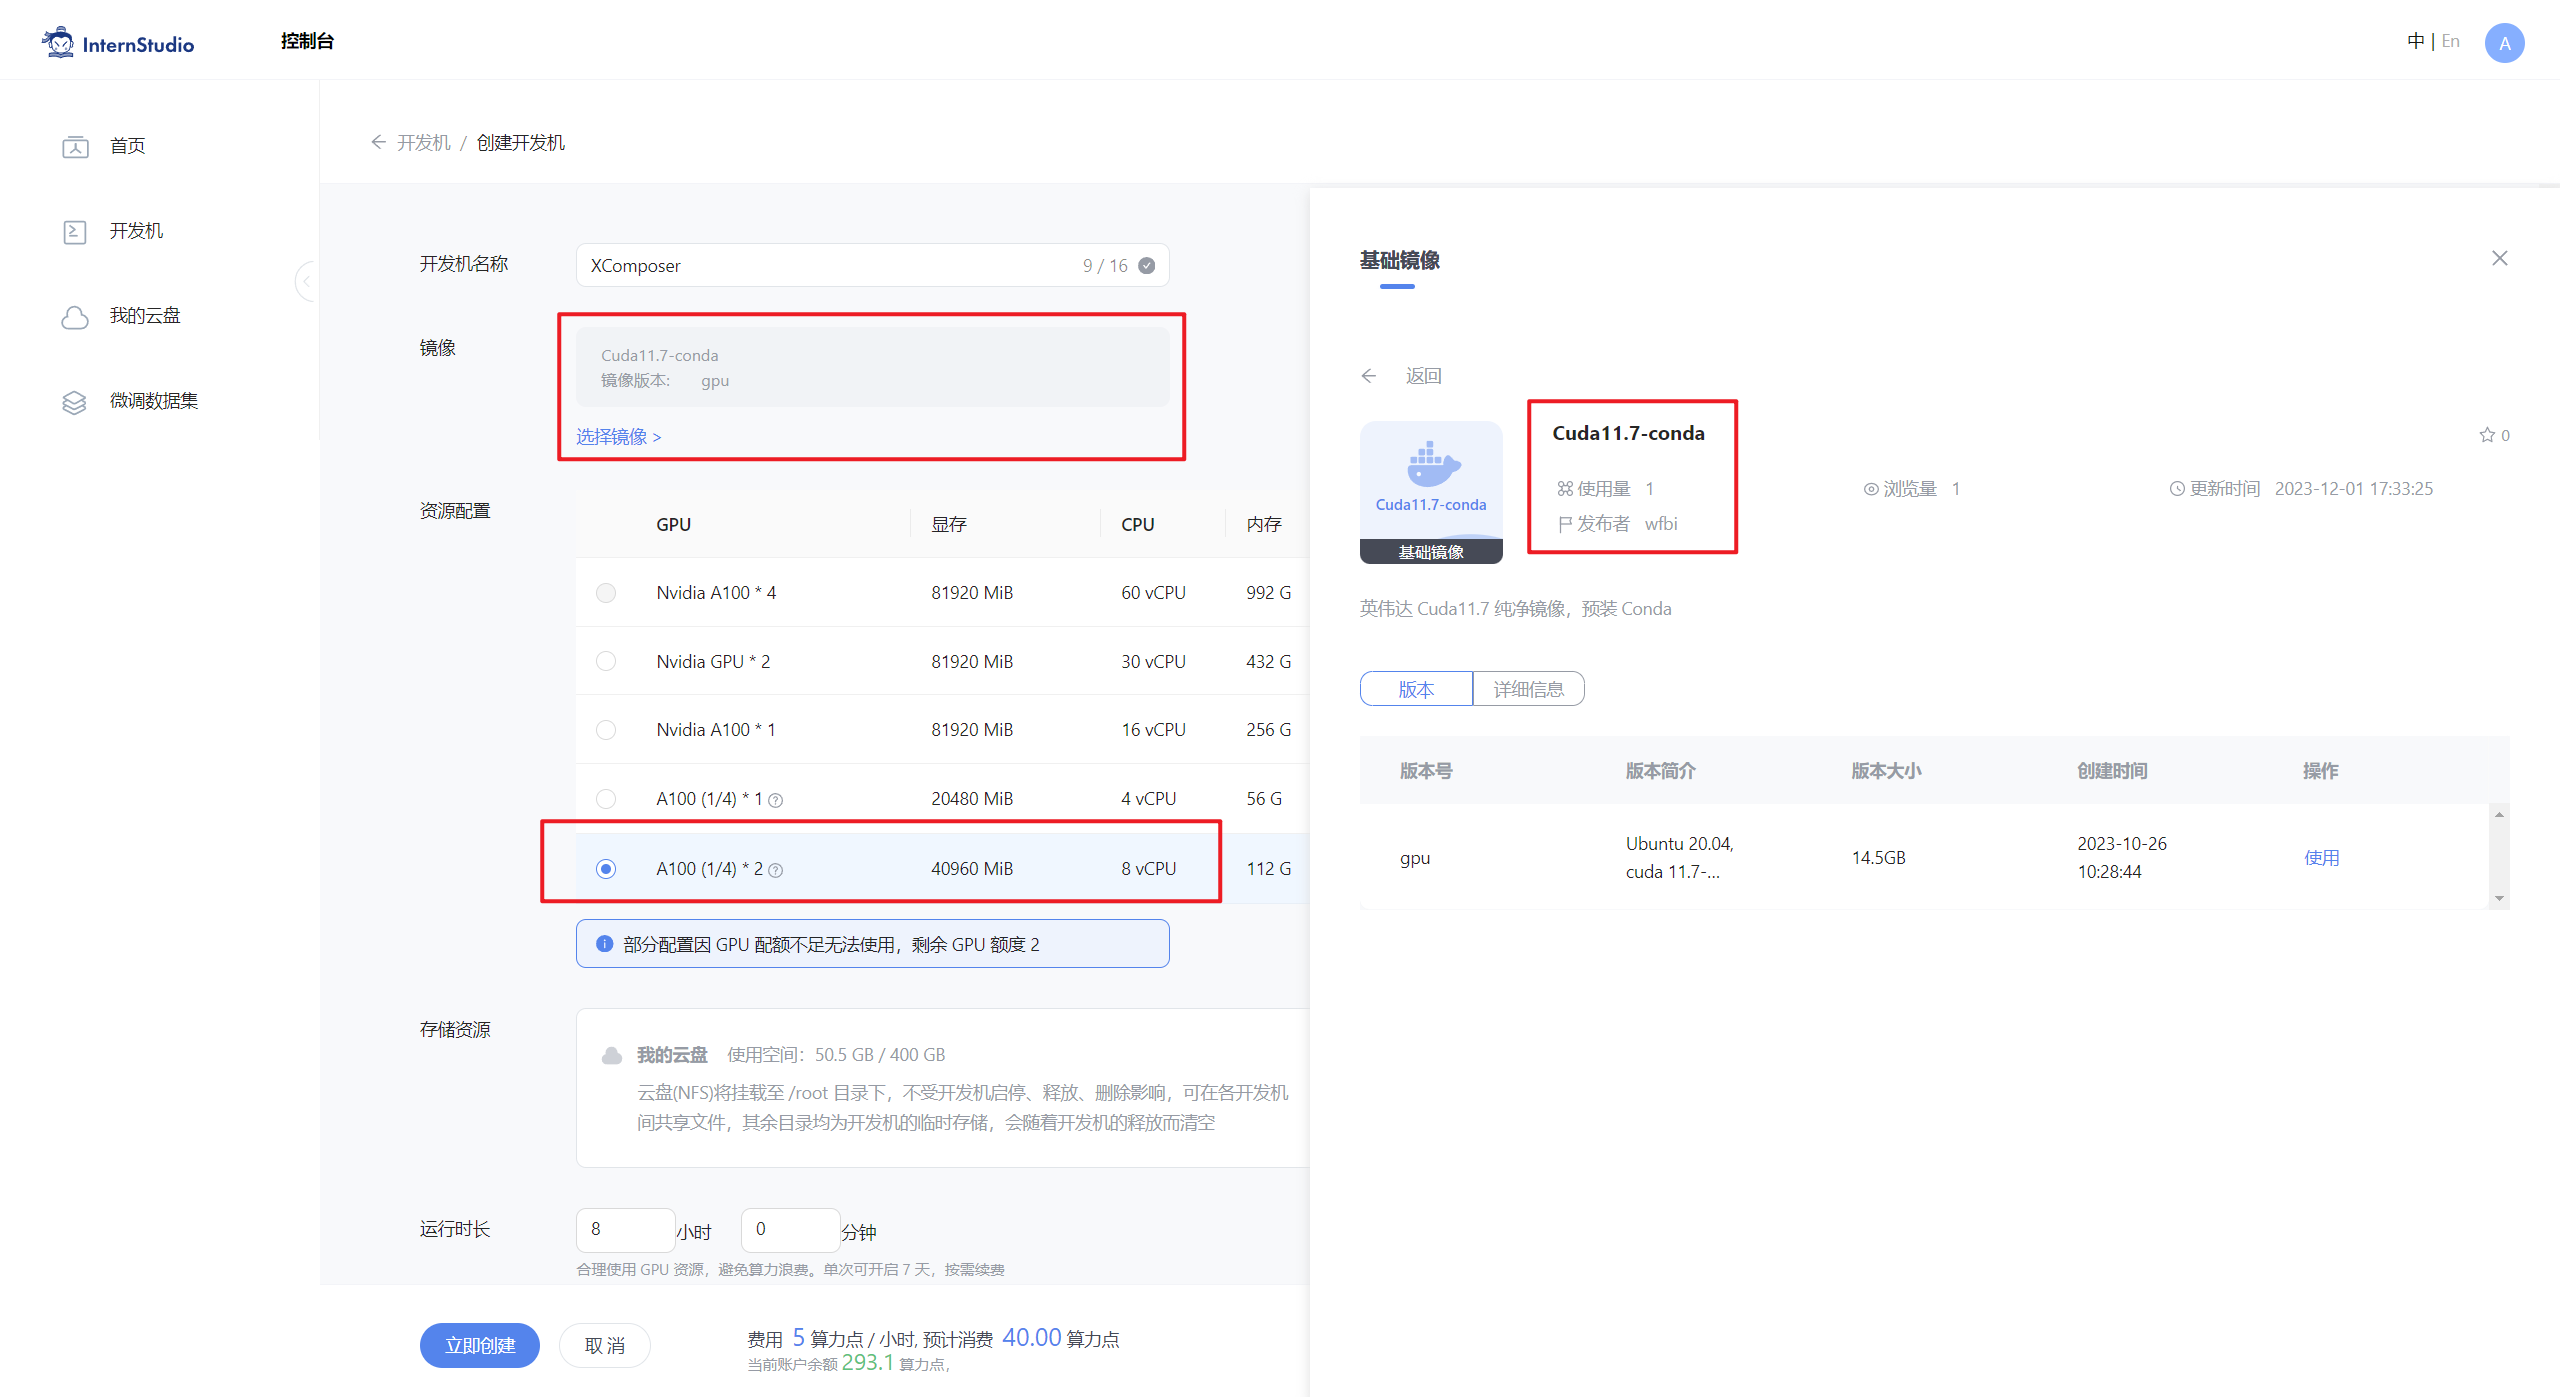 InternStudio
控制台
中 | En
A
首页
开发机
我的云盘
微调数据集
开发机 / 创建开发机
开发机名称
XComposer
9 / 16
镜像
Cuda11.7-conda
镜像版本: gpu
选择镜像 >
资源配置
GPU 显存 CPU 内存
Nvidia A100 * 4 81920 MiB 60 vCPU 992 G
Nvidia GPU * 2 81920 MiB 30 vCPU 432 G
Nvidia A100 * 1 81920 MiB 16 vCPU 256 G
A100 (1/4) * 1 20480 MiB 4 vCPU 56 G
A100 (1/4) * 2 40960 MiB 8 vCPU 112 G
部分配置因 GPU 配额不足无法使用，剩余 GPU 额度 2
存储资源
我的云盘 使用空间：50.5 GB / 400 GB
云盘(NFS)将挂载至 /root 目录下，不受开发机启停、释放、删除影响，可在各开发机
间共享文件，其余目录均为开发机的临时存储，会随着开发机的释放而清空
运行时长
8 小时 0 分钟
合理使用 GPU 资源，避免算力浪费。单次可开启 7 天，按需续费
立即创建
取 消
费用 5 算力点 / 小时, 预计消费 40.00 算力点
当前账户余额 293.1 算力点,
基础镜像
返回
Cuda11.7-conda
基础镜像
Cuda11.7-conda
0
使用量 1
浏览量 1
更新时间 2023-12-01 17:33:25
发布者 wfbi
英伟达 Cuda11.7 纯净镜像，预装 Conda
版本
详细信息
版本号 版本简介 版本大小 创建时间 操作
gpu
Ubuntu 20.04,
cuda 11.7-...
14.5GB
2023-10-26
10:28:44
使用